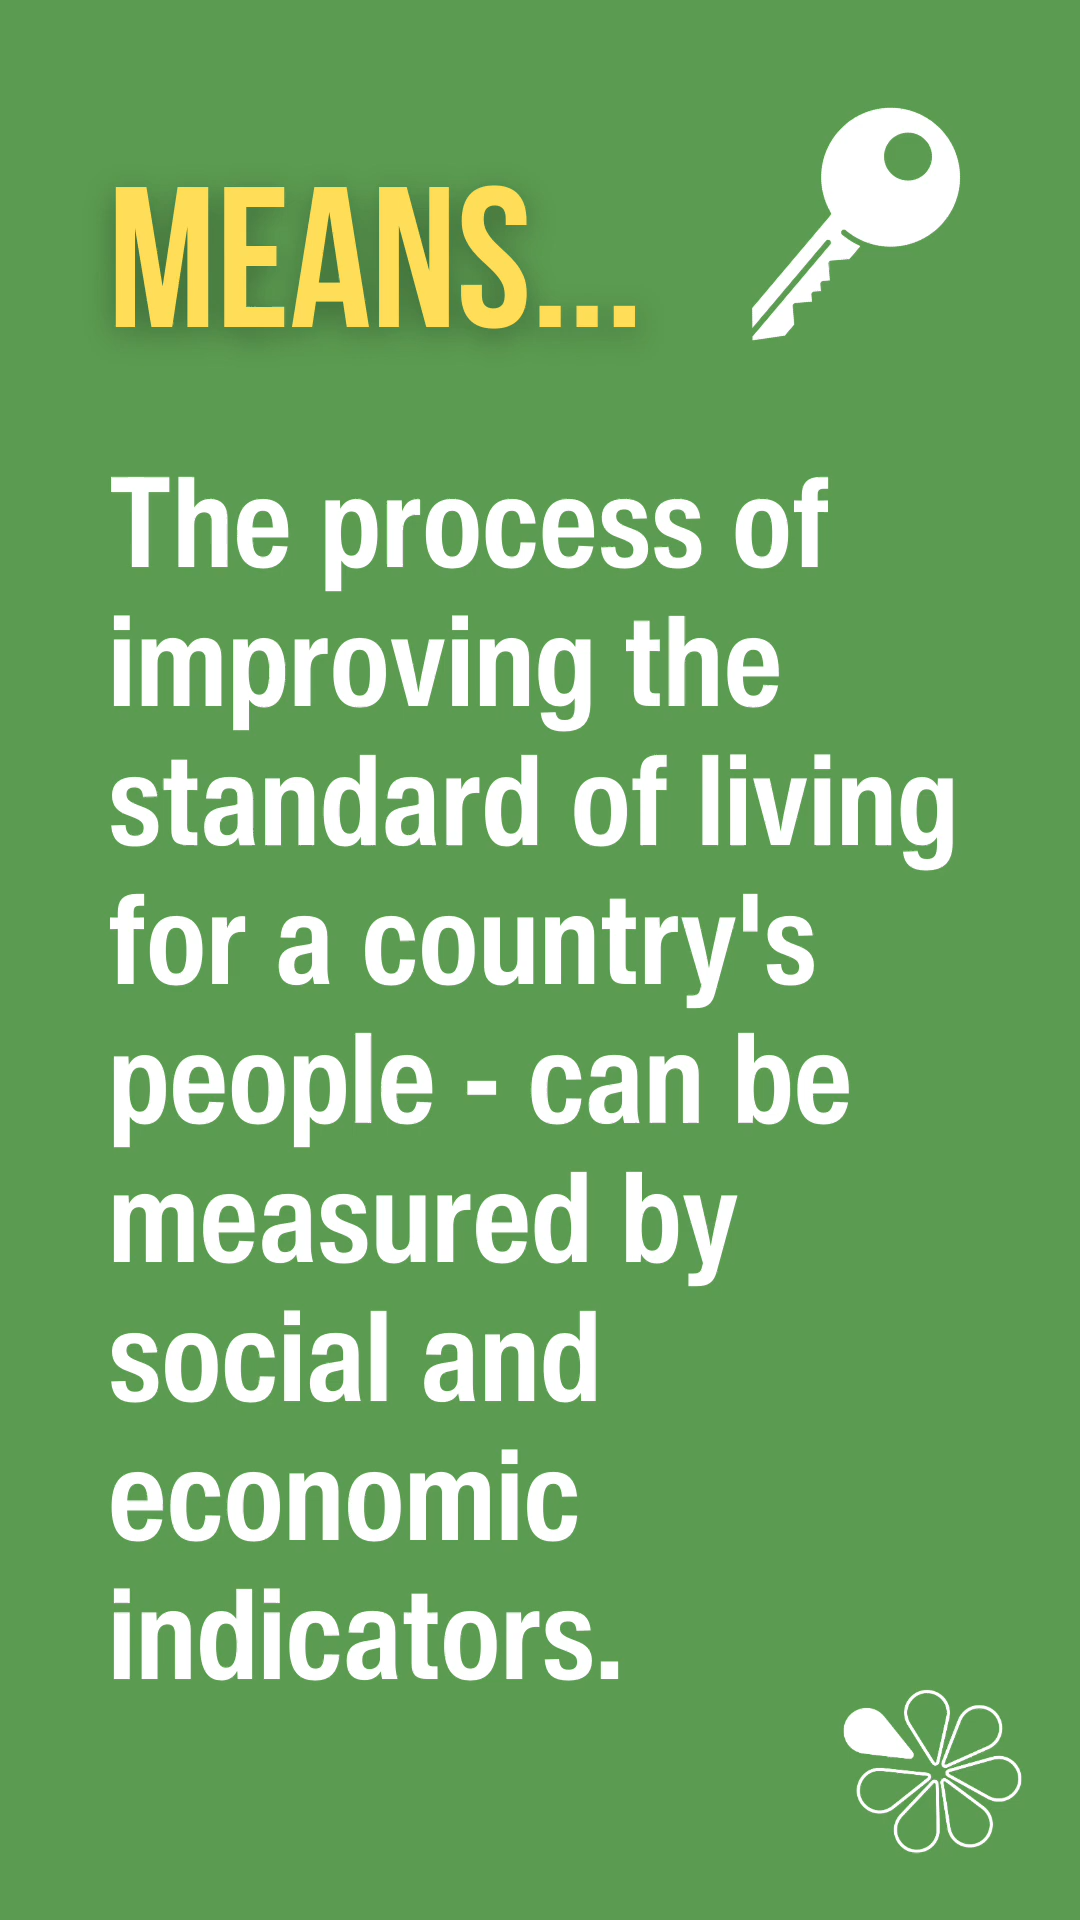 MEANS...
The process of
improving the
standard of living
for a country's
people - can be
measured by
social and
economic
indicators.